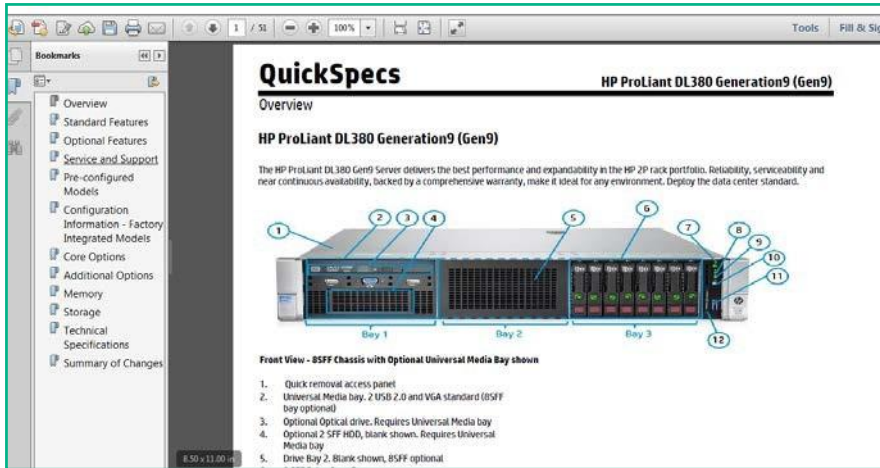 1 / 51
100%
Tools
Fill & Sig
Bookmarks
Overview
Standard Features
Optional Features
Service and Support
Pre-configured
Models
Configuration
Information - Factory
Integrated Models
Core Options
Additional Options
Memory
Storage
Technical
Specifications
Summary of Changes
8.50 x 11.00 in
QuickSpecs
HP ProLiant DL380 Generation9 (Gen9)
Overview
HP ProLiant DL380 Generation9 (Gen9)
The HP ProLiant DL380 Gen9 Server delivers the best performance and expandability in the HP 2P rack portfolio. Reliability, serviceability and
near continuous availability, backed by a comprehensive warranty, make it ideal for any environment. Deploy the data center standard.
1
2
3
4
5
6
7
8
9
10
11
12
Bay 1
Bay 2
Bay 3
Front View - 8SFF Chassis with Optional Universal Media Bay shown
1. Quick removal access panel
2. Universal Media bay. 2 USB 2.0 and VGA standard (8SFF
bay optional)
3. Optional Optical drive. Requires Universal Media bay
4. Optional 2 SFF HDD, blank shown. Requires Universal
Media bay
5. Drive Bay 2. Blank shown, 8SFF optional